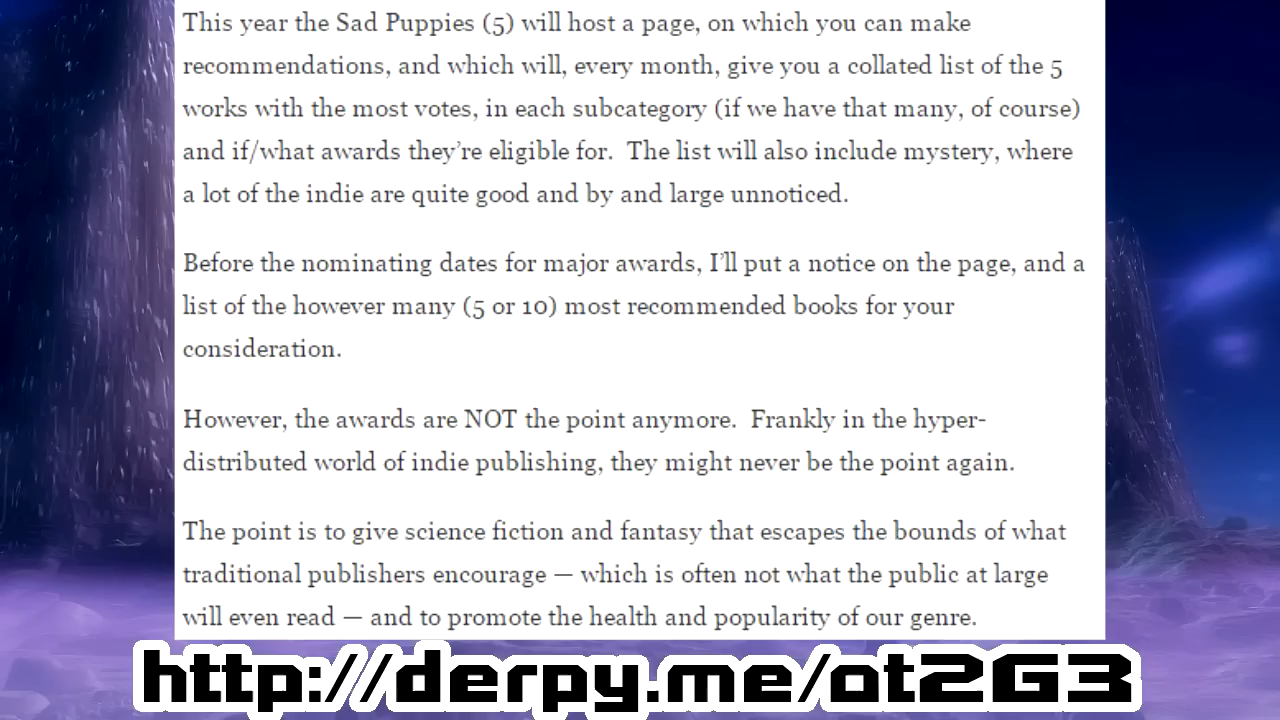 This year the Sad Puppies (5) will host a page, on which you can make
recommendations, and which will, every month, give you a collated list of the 5
works with the most votes, in each subcategory (if we have that many, of course)
and if/what awards they're eligible for.  The list will also include mystery, where
a lot of the indie are quite good and by and large unnoticed.
Before the nominating dates for major awards, I'll put a notice on the page, and a
list of the however many (5 or 10) most recommended books for your
consideration.
However, the awards are NOT the point anymore.  Frankly in the hyper-
distributed world of indie publishing, they might never be the point again.
The point is to give science fiction and fantasy that escapes the bounds of what
traditional publishers encourage — which is often not what the public at large
will even read — and to promote the health and popularity of our genre.
http://derpy.me/ot2G3